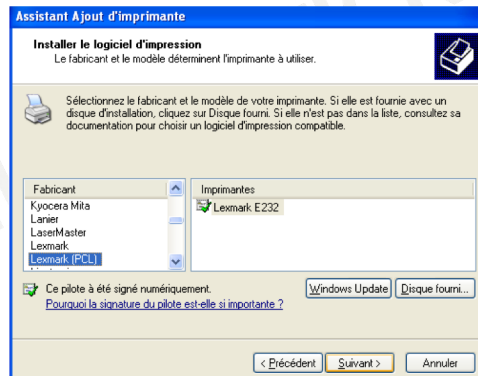 Assistant Ajout d'imprimante
Installer le logiciel d'impression
Le fabricant et le modèle déterminent l'imprimante à utiliser.
Sélectionnez le fabricant et le modèle de votre imprimante. Si elle est fournie avec un
disque d'installation, cliquez sur Disque fourni. Si elle n'est pas dans la liste, consultez sa
documentation pour choisir un logiciel d'impression compatible.
Fabricant
Kyocera Mita
Lanier
LaserMaster
Lexmark
Lexmark (PCL)
Imprimantes
Lexmark E232
Ce pilote à été signé numériquement.
Pourquoi la signature du pilote est-elle si importante ?
Windows Update
Disque fourni...
< Précédent
Suivant >
Annuler